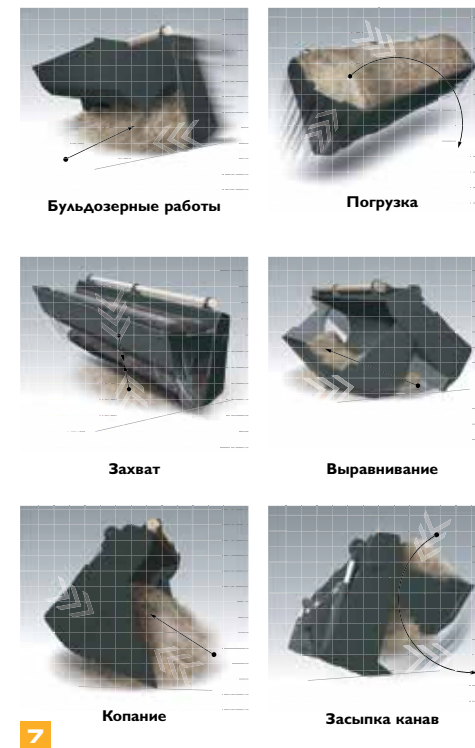 Бульдозерные работы
Погрузка
Захват
Выравнивание
Копание
Засыпка канав
7